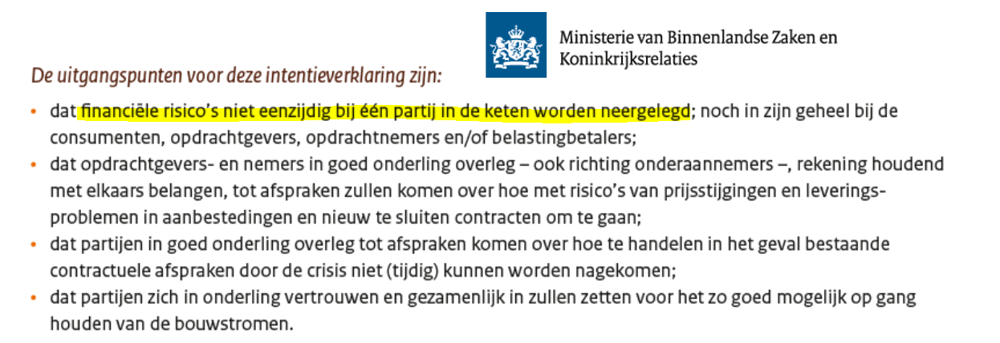 Ministerie van Binnenlandse Zaken en
Koninkrijksrelaties
De uitgangspunten voor deze intentieverklaring zijn:
• dat financiële risico's niet eenzijdig bij één partij in de keten worden neergelegd; noch in zijn geheel bij de
consumenten, opdrachtgevers, opdrachtnemers en/of belastingbetalers;
• dat opdrachtgevers- en nemers in goed onderling overleg – ook richting onderaannemers –, rekening houdend
met elkaars belangen, tot afspraken zullen komen over hoe met risico's van prijsstijgingen en leverings-
problemen in aanbestedingen en nieuw te sluiten contracten om te gaan;
• dat partijen in goed onderling overleg tot afspraken komen over hoe te handelen in het geval bestaande
contractuele afspraken door de crisis niet (tijdig) kunnen worden nagekomen;
• dat partijen zich in onderling vertrouwen en gezamenlijk in zullen zetten voor het zo goed mogelijk op gang
houden van de bouwstromen.